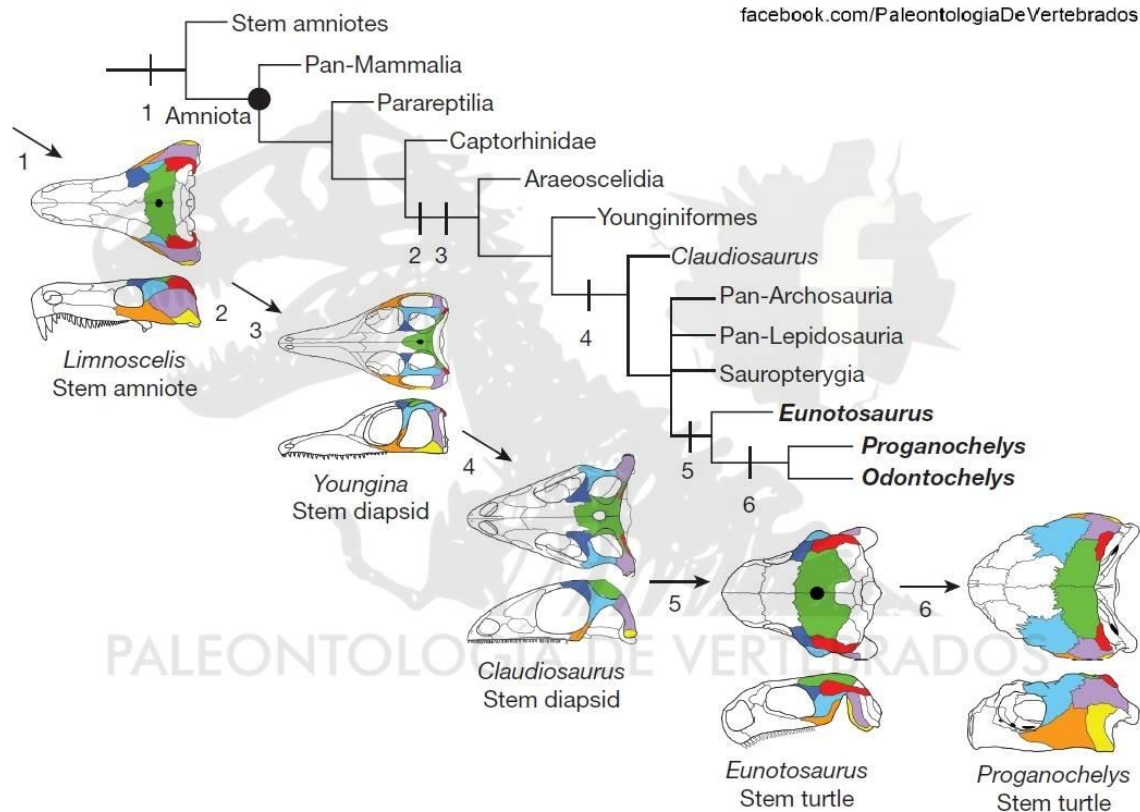 facebook.com/PaleontologiaDeVertebrados
Stem amniotes
Pan-Mammalia
1
Amniota
Parareptilia
Captorhinidae
Araeoscelidia
Younginiformes
2 3
Claudiosaurus
4
Pan-Archosauria
Pan-Lepidosauria
Sauropterygia
Eunotosaurus
5
Proganochelys
6
Odontochelys
1
Limnoscelis
Stem amniote
2
3
Youngina
Stem diapsid
4
Claudiosaurus
Stem diapsid
5
Eunotosaurus
Stem turtle
6
Proganochelys
Stem turtle
PALEONTOLOGIA DE VERTEBRADOS